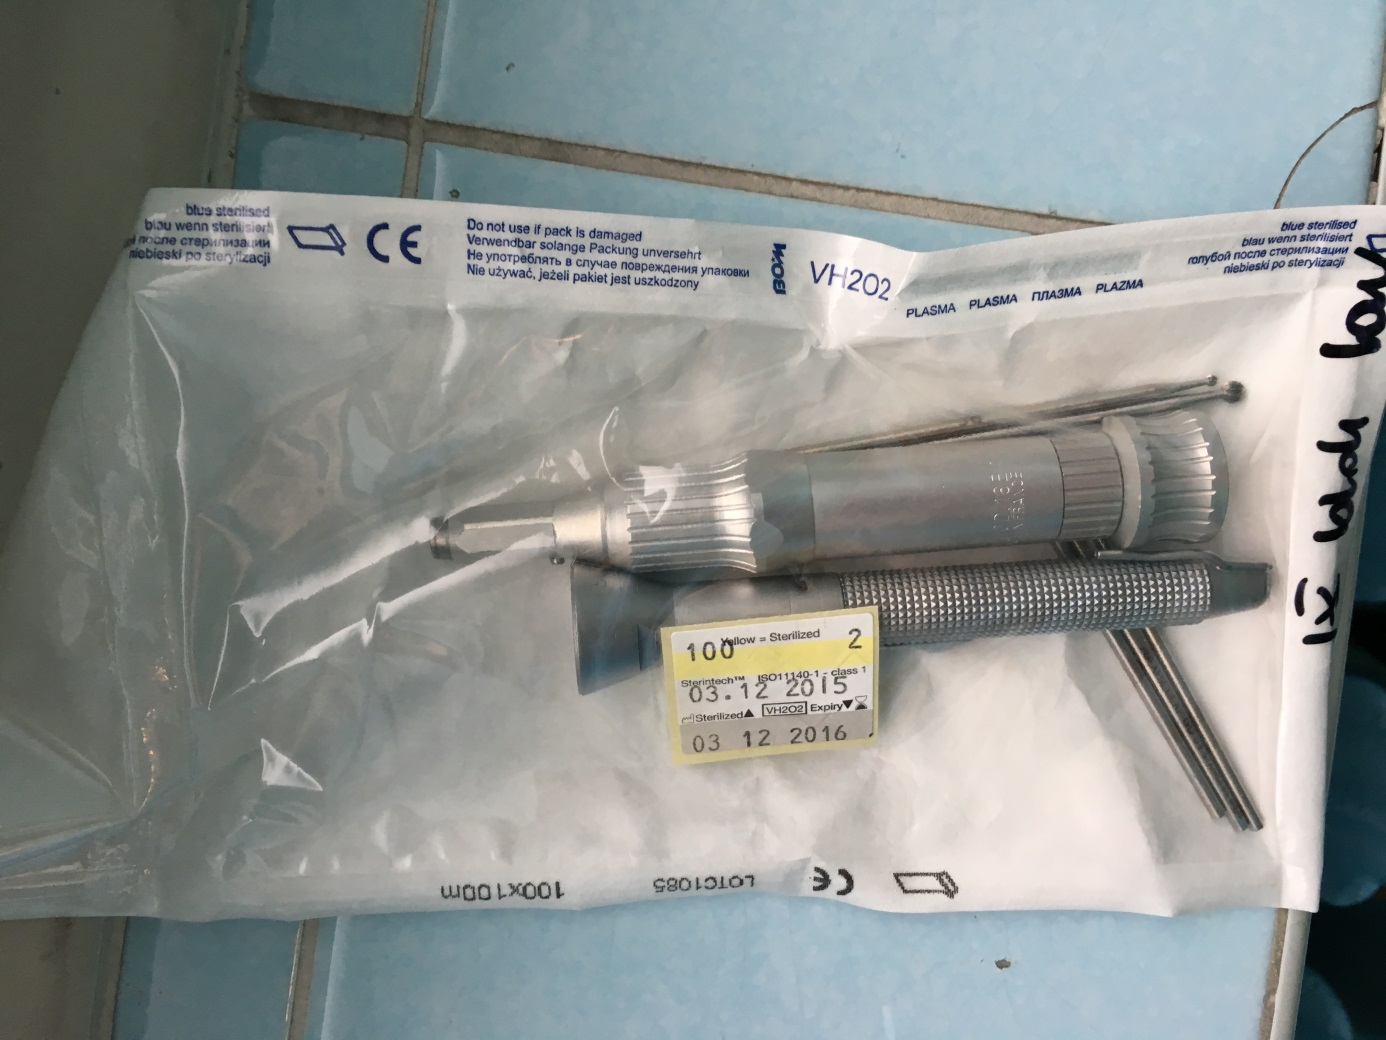 blue sterilised
blau wenn sterilisiert
после стерилизации
niebieski po sterylizacji
CE
Do not use if pack is damaged
Verwendbar solange Packung unversehrt
Не употреблять в случае повреждения упаковки
Nie używać, jeżeli pakiet jest uszkodzony
VH2O2
PLASMA PLASMA ПЛАЗМА PLAZMA
blue sterilised
blau wenn sterilisiert
голубой после стерилизации
niebieski po sterylizacji
FRANCE
Yellow = Sterilized
100 2
Sterintech™ ISO11140-1 - class 1
03.12 2015
Sterilized▲ VH2O2 Expiry▼
03 12 2016
100x100m
LOTC1085
CE